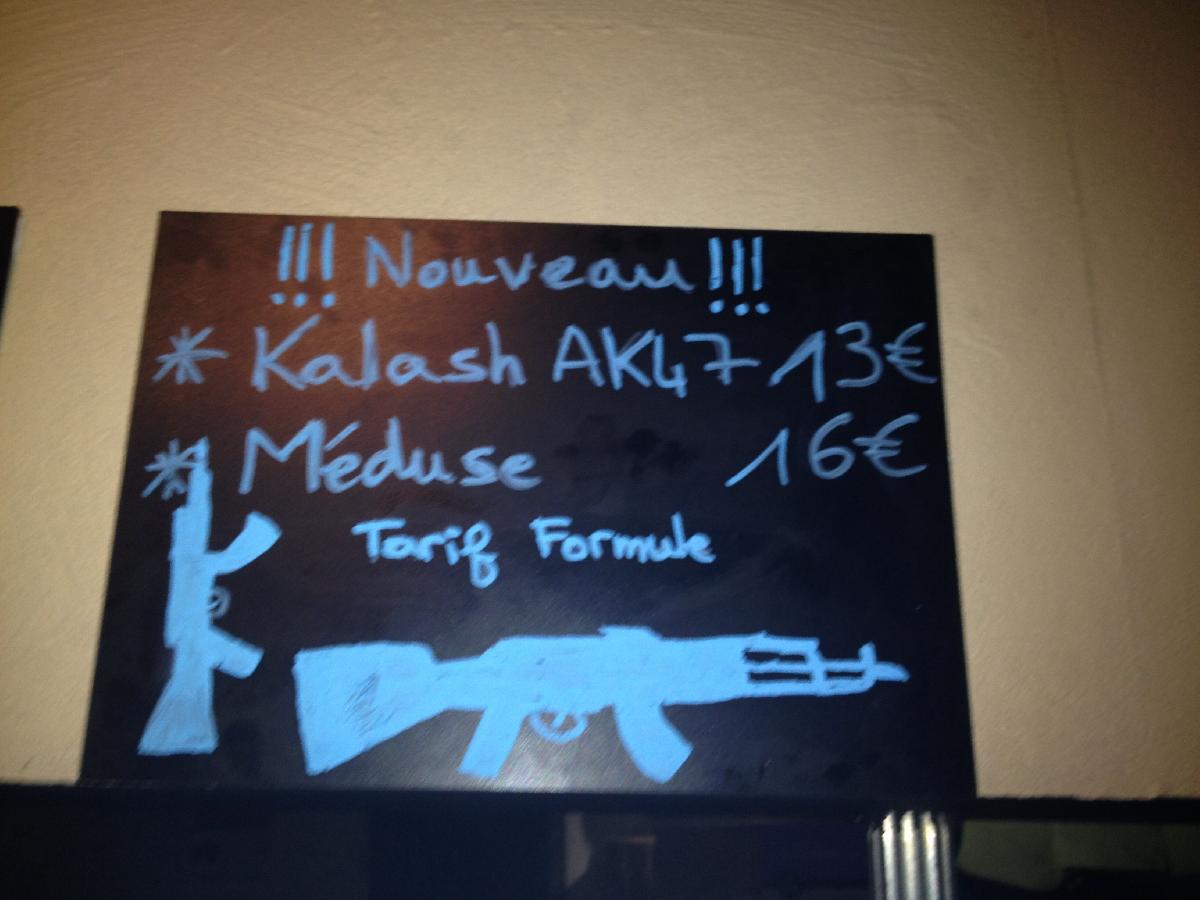 !!! Nouveau !!!
* Kalash AK47 13€
* Méduse 16€
Tarif Formule